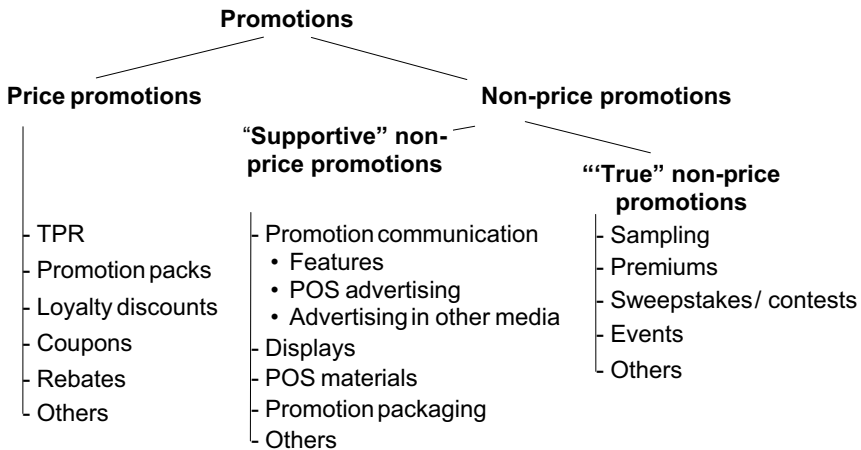 Promotions
Price promotions
Non-price promotions
“Supportive” non-
price promotions
“‘True” non-price
promotions
- TPR
- Promotion packs
- Loyalty discounts
- Coupons
- Rebates
- Others
- Promotion communication
• Features
• POS advertising
• Advertising in other media
- Displays
- POS materials
- Promotion packaging
- Others
- Sampling
- Premiums
- Sweepstakes/ contests
- Events
- Others